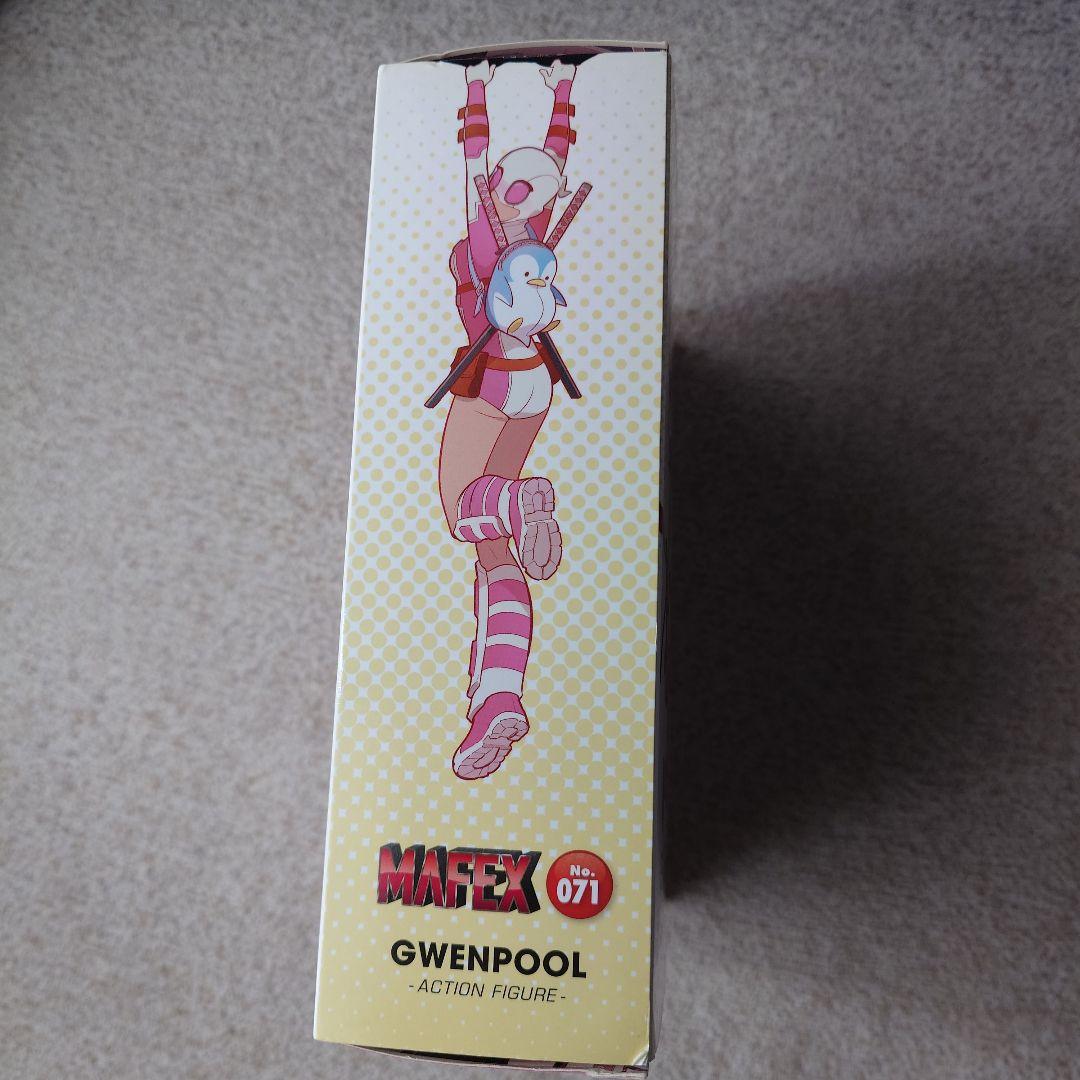 MAFEX
No.
071
GWENPOOL
- ACTION FIGURE -